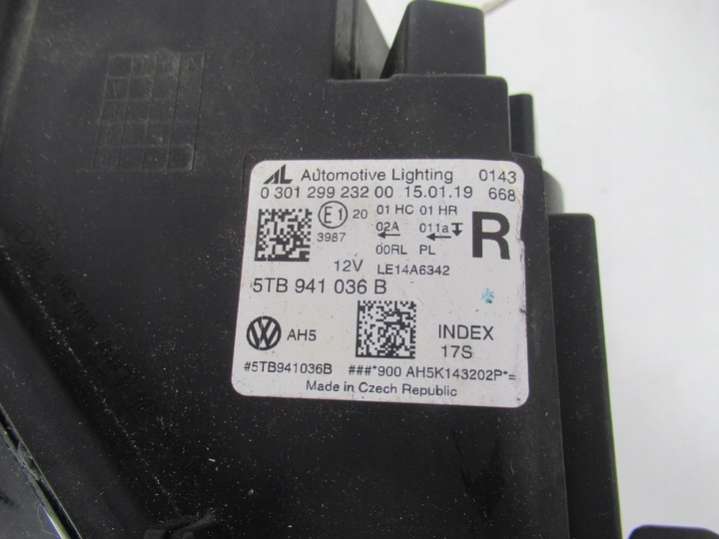 AL Automotive Lighting 0143
0 301 299 232 00 15.01.19 668
E1 20 01 HC 01 HR
3987 02A 011a R
00RL PL
12V LE14A6342
5TB 941 036 B
VW AH5 INDEX
17S
#5TB941036B ###*900 AH5K143202P*=
Made in Czech Republic